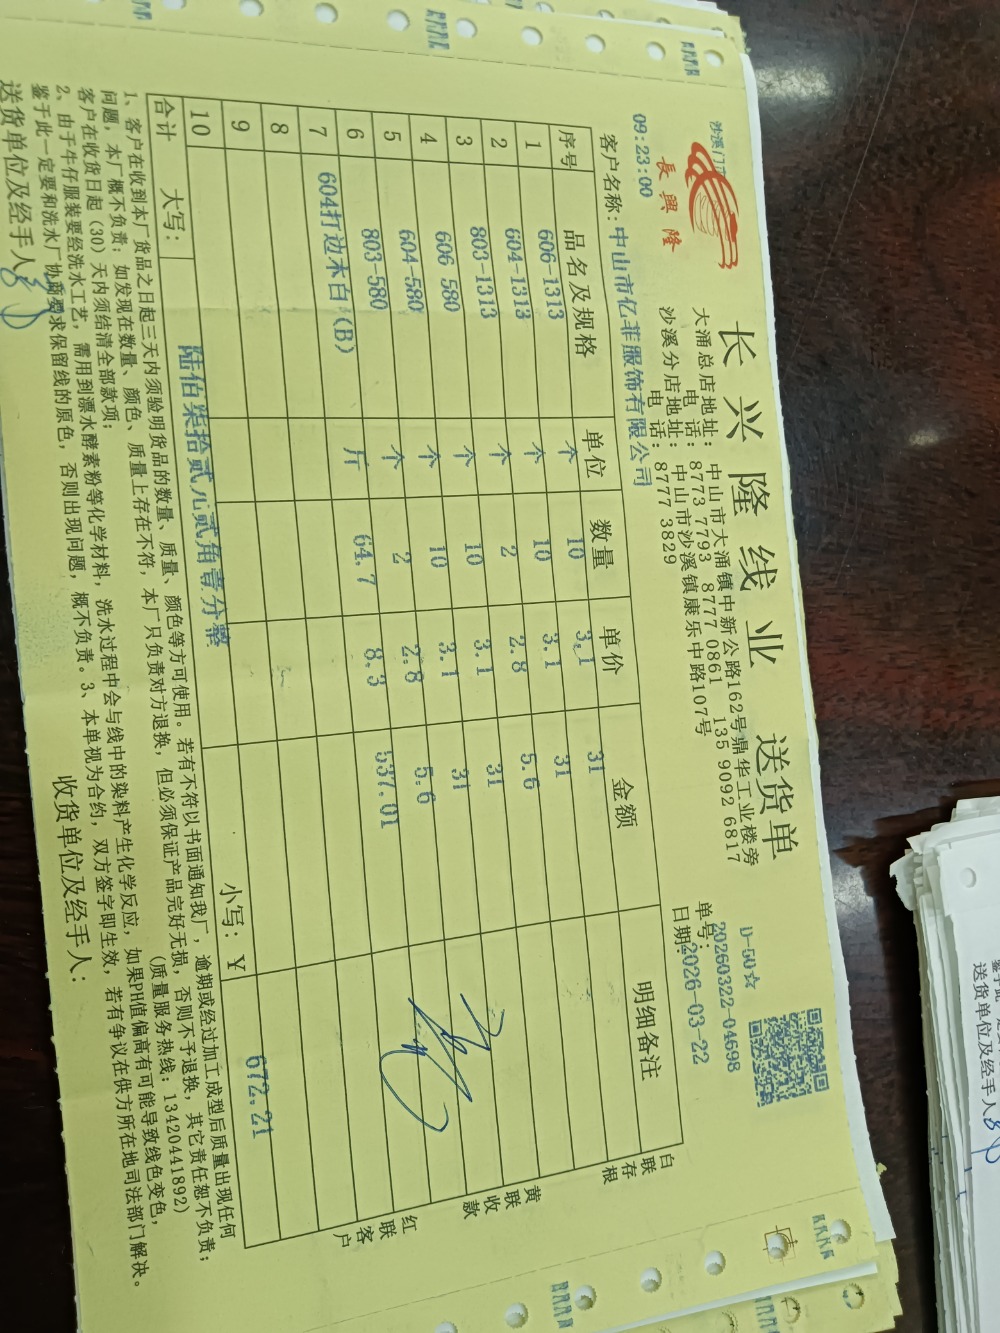 沙溪门市
長興隆
09:23:00
长兴隆线业 送货单
大涌总店地址: 中山市大涌镇中新公路162号鼎华工业楼旁
电 话: 8773 7793 8777 0861 135 9092 6817
沙溪分店地址: 中山市沙溪镇康乐中路107号
电 话: 8777 3829
D-50☆
单号: 20260322-04698
日期: 2026-03-22
客户名称: 中山市亿菲服饰有限公司
序号 品名及规格 单位 数量 单价 金额 明细备注
1 606-1313 个 10 3.1 31
2 604-1313 个 10 3.1 31
3 803-1313 个 2 2.8 5.6
4 606-580 个 10 3.1 31
5 604-580 个 10 3.1 31
6 803-580 个 2 2.8 5.6
7 604打边本白(B) 斤 64.7 8.3 537.01
8
9
10
合计 大写: 陆佰柒拾贰元贰角壹分整 小写: ¥ 672.21
白联存根
黄联收款
红联客户
1、客户在收到本厂货品之日起三天内须验明货品的数量、质量、颜色等方可使用。若有不符以书面通知我厂,逾期或经过加工成型后质量出现任何
问题,本厂概不负责;如发现在数量、颜色、质量上存在不符,本厂只负责对方退换,但必须保证产品完好无损,否则不予退换,其它责任恕不负责;
客户在收货日起(30)天内须结清全部款项; (质量服务热线: 13420441892)
2、由于牛仔服装要经洗水工艺,需用到漂水酵素粉等化学材料,洗水过程中会与线中的染料产生化学反应,如果PH值偏高有可能导致线色变色,
鉴于此一定要和洗水厂协商要求保留线的原色,否则出现问题,概不负责。3、本单视为合约,双方签字即生效,若有争议在供方所在地司法部门解决。
送货单位及经手人: 收货单位及经手人:
送货单位及经手人